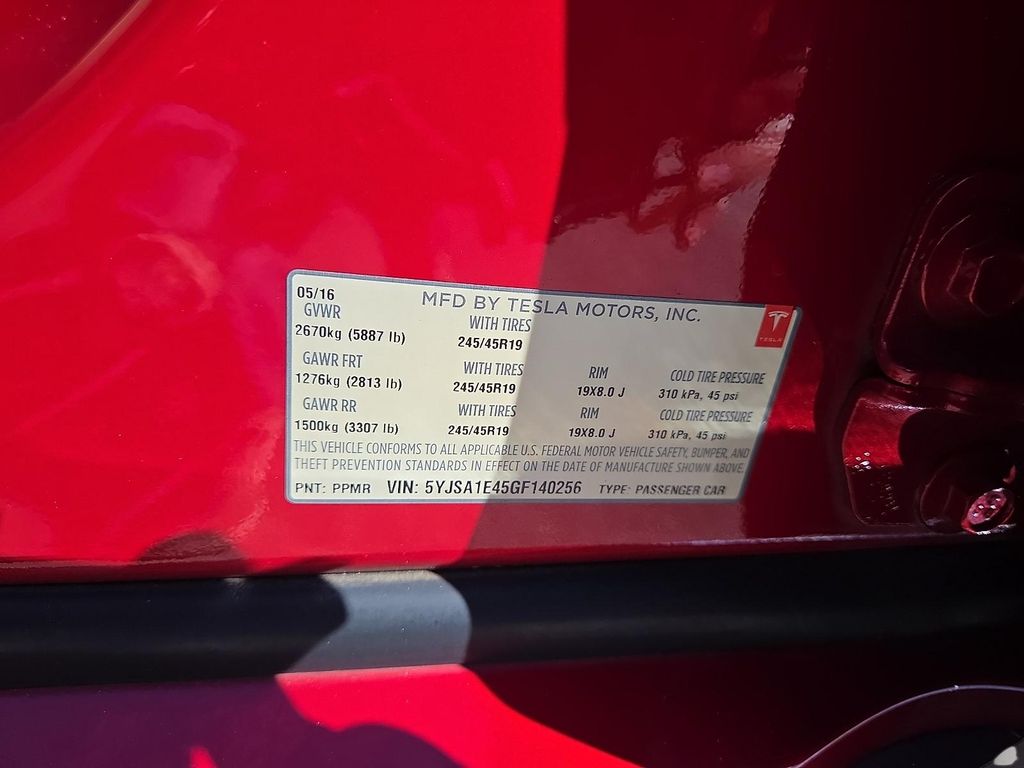 05/16 MFD BY TESLA MOTORS, INC.
GVWR WITH TIRES
2670kg (5887 lb) 245/45R19
TESLA
GAWR FRT WITH TIRES RIM COLD TIRE PRESSURE
1276kg (2813 lb) 245/45R19 19X8.0 J 310 kPa, 45 psi
GAWR RR WITH TIRES RIM COLD TIRE PRESSURE
1500kg (3307 lb) 245/45R19 19X8.0 J 310 kPa, 45 psi
THIS VEHICLE CONFORMS TO ALL APPLICABLE U.S. FEDERAL MOTOR VEHICLE SAFETY, BUMPER, AND
THEFT PREVENTION STANDARDS IN EFFECT ON THE DATE OF MANUFACTURE SHOWN ABOVE.
PNT: PPMR VIN: 5YJSA1E45GF140256 TYPE: PASSENGER CAR